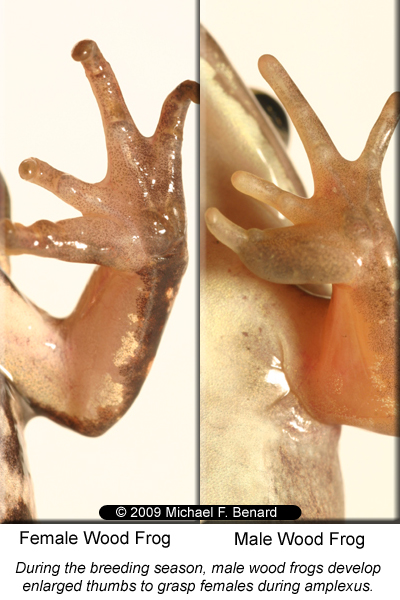 © 2009 Michael F. Benard
Female Wood Frog
Male Wood Frog
During the breeding season, male wood frogs develop
enlarged thumbs to grasp females during amplexus.